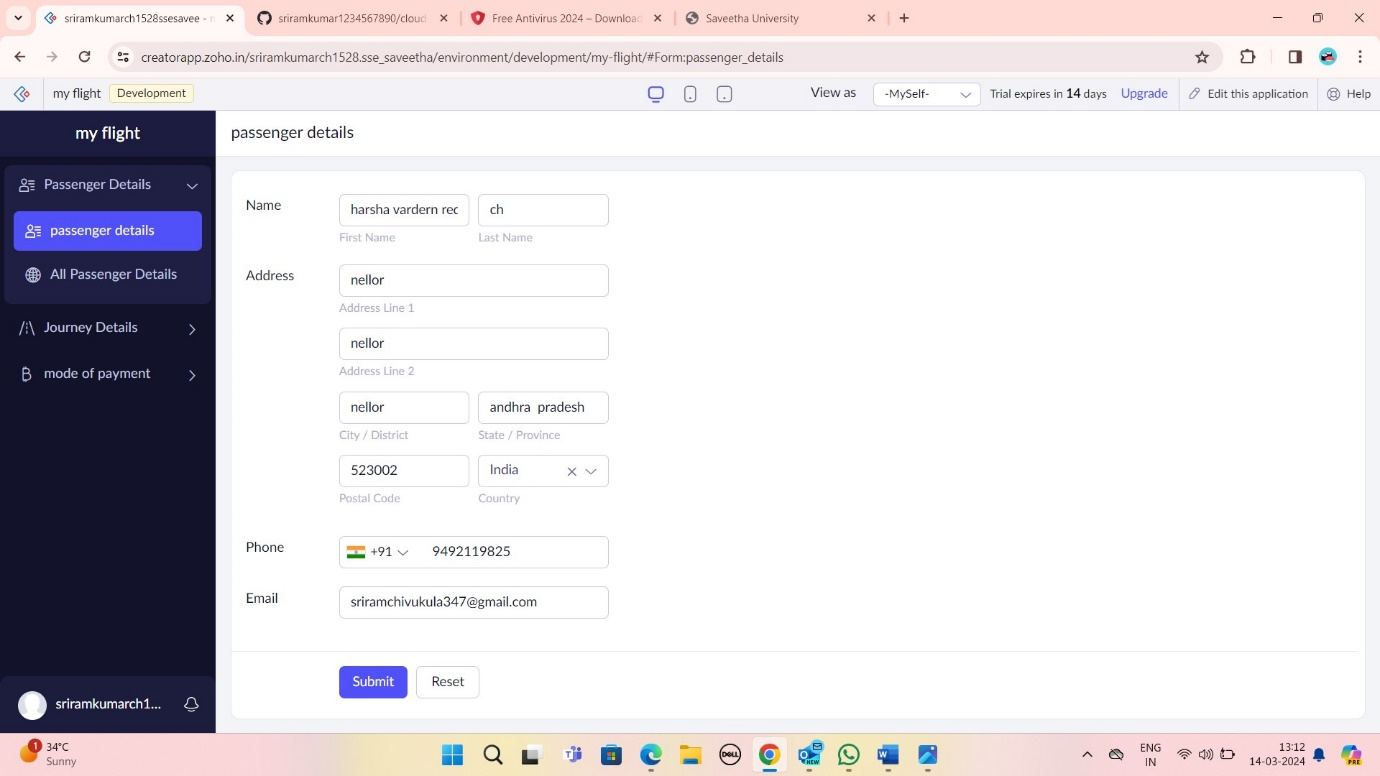 sriramkumarch1528ssesavee - n
sriramkumar1234567890/cloud
Free Antivirus 2024 – Download
Saveetha University
creatorapp.zoho.in/sriramkumarch1528.sse_saveetha/environment/development/my-flight/#Form:passenger_details
my flight Development View as -MySelf- Trial expires in 14 days Upgrade Edit this application Help
my flight
passenger details
Passenger Details
passenger details
All Passenger Details
Journey Details
mode of payment
Name harsha vardern rec ch
First Name Last Name
Address nellor
Address Line 1
nellor
Address Line 2
nellor andhra pradesh
City / District State / Province
523002 India
Postal Code Country
Phone +91 9492119825
Email sriramchivukula347@gmail.com
Submit Reset
sriramkumarch1...
1 34°C
Sunny
DELL
NEW
ENG
IN
13:12
14-03-2024
PRE